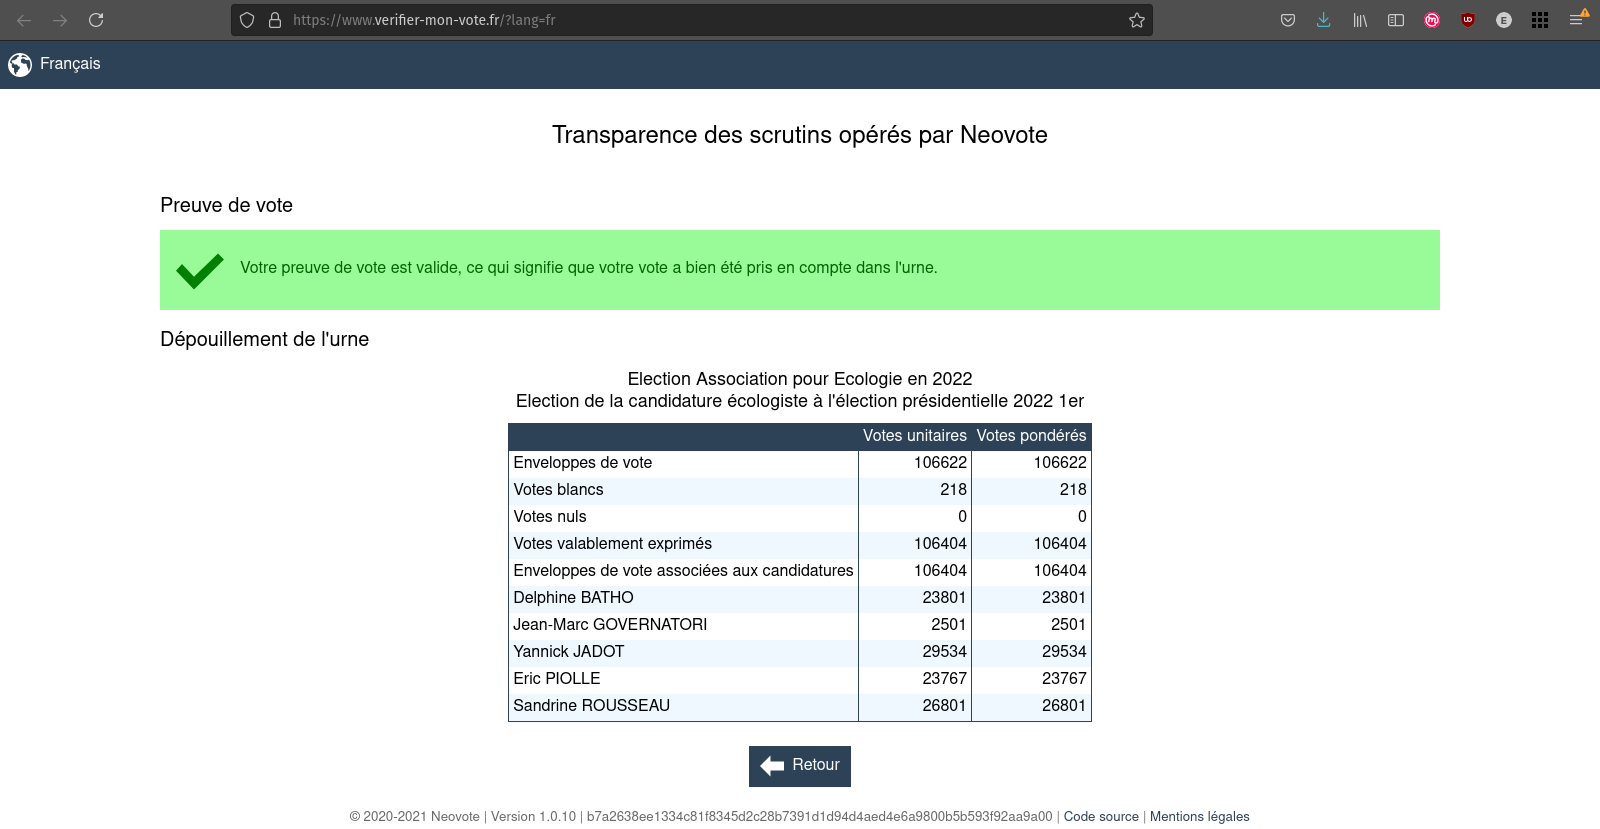 https://www.verifier-mon-vote.fr/?lang=fr
Français
Transparence des scrutins opérés par Neovote
Preuve de vote
Votre preuve de vote est valide, ce qui signifie que votre vote a bien été pris en compte dans l'urne.
Dépouillement de l'urne
Election Association pour Ecologie en 2022
Election de la candidature écologiste à l'élection présidentielle 2022 1er
Votes unitaires Votes pondérés
Enveloppes de vote 106622 106622
Votes blancs 218 218
Votes nuls 0 0
Votes valablement exprimés 106404 106404
Enveloppes de vote associées aux candidatures 106404 106404
Delphine BATHO 23801 23801
Jean-Marc GOVERNATORI 2501 2501
Yannick JADOT 29534 29534
Eric PIOLLE 23767 23767
Sandrine ROUSSEAU 26801 26801
Retour
© 2020-2021 Neovote | Version 1.0.10 | b7a2638ee1334c81f8345d2c28b7391d1d94d4aed4e6a9800b5b593f92aa9a00 | Code source | Mentions légales